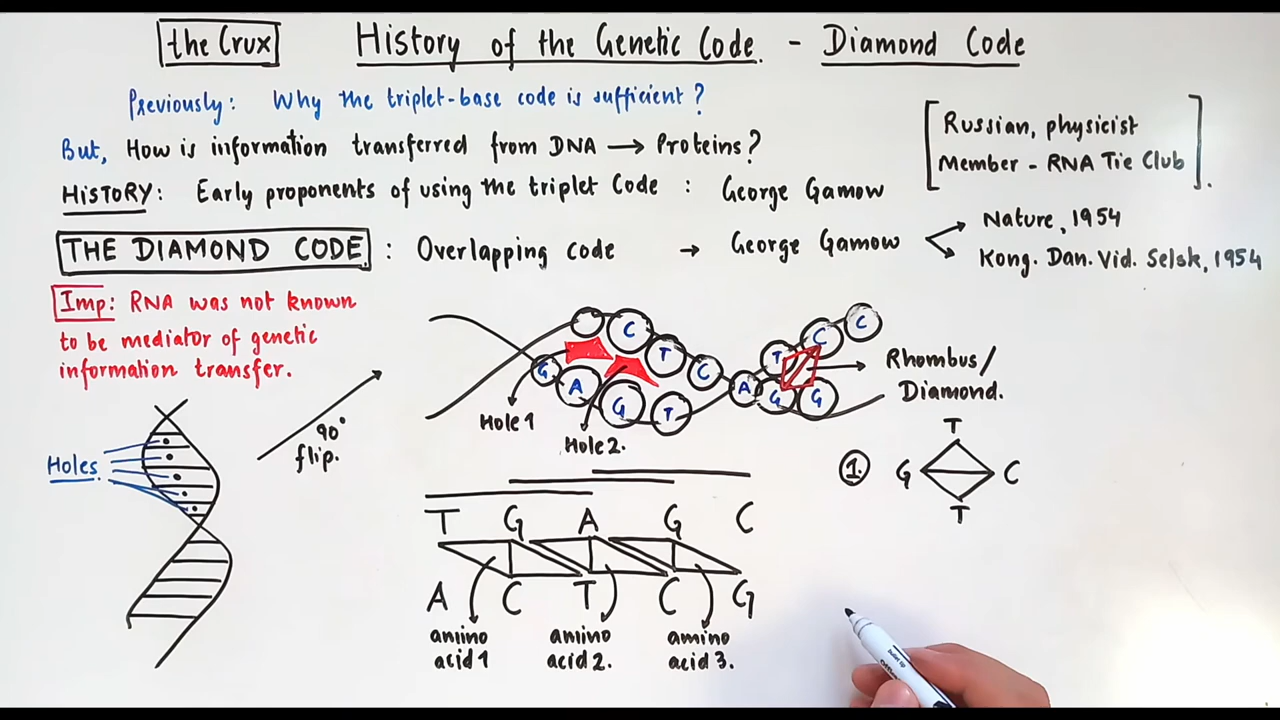 the Crux History of the Genetic Code. - Diamond Code
Previously: Why the triplet-base code is sufficient?
But, How is information transferred from DNA → Proteins?
Russian, physicist
Member - RNA Tie Club
HISTORY: Early proponents of using the triplet Code : George Gamow
THE DIAMOND CODE : Overlapping code → George Gamow
Nature, 1954
Kong. Dan. Vid. Selsk, 1954
Imp: RNA was not known
to be mediator of genetic
information transfer.
C T C T C C
G A G T A G G
Hole 1
Hole 2.
Rhombus/
Diamond.
90°
flip.
Holes
1.
T
G C
T
T G A G C
A C T C G
amino
acid 1
amino
acid 2.
amino
acid 3.